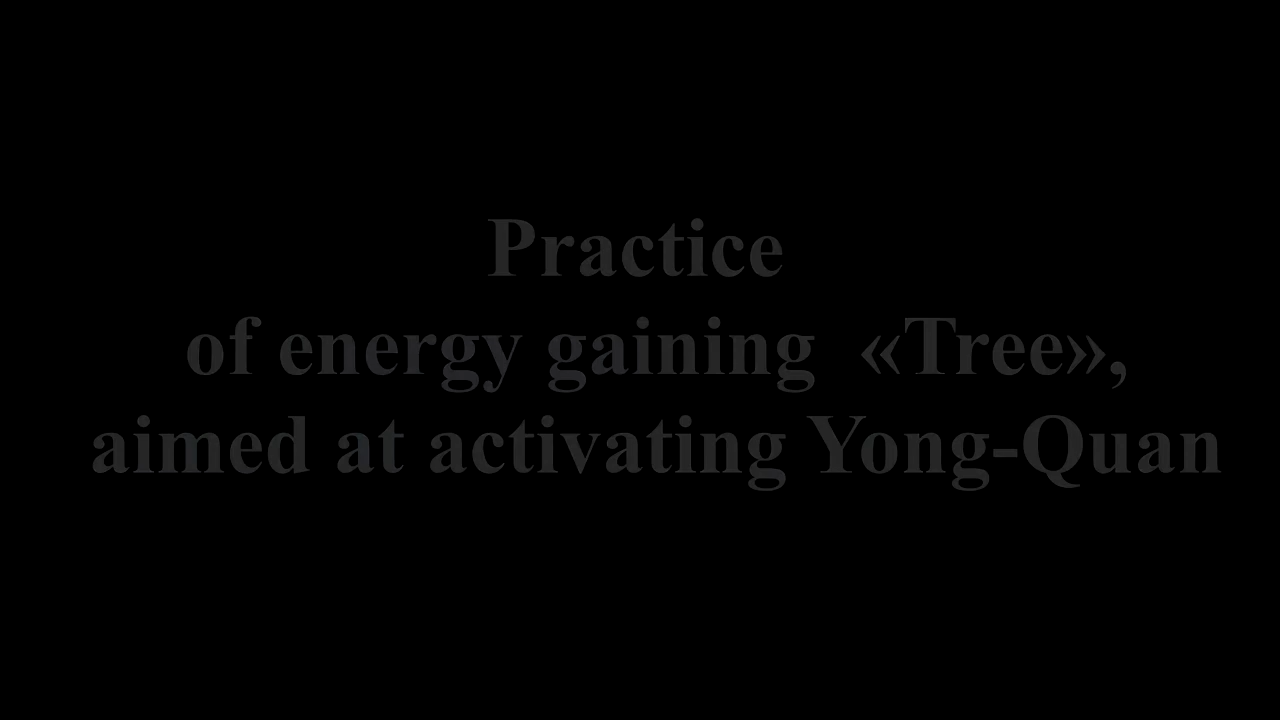 Practice
of energy gaining «Tree»,
aimed at activating Yong-Quan